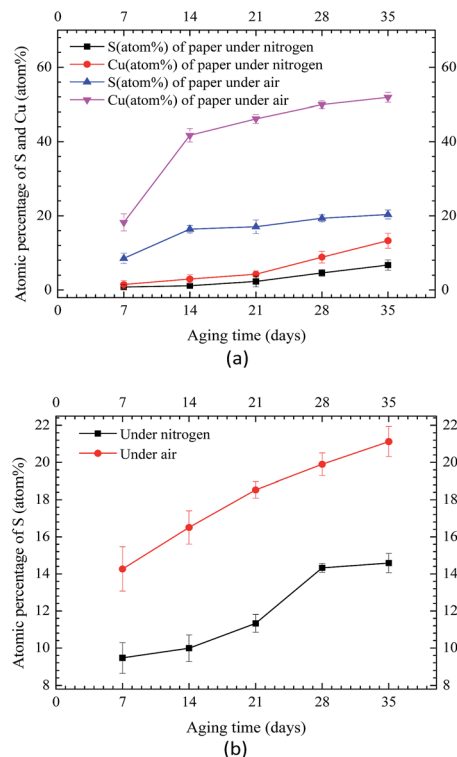 0 7 14 21 28 35
S(atom%) of paper under nitrogen
Cu(atom%) of paper under nitrogen
S(atom%) of paper under air
Cu(atom%) of paper under air
Atomic percentage of S and Cu (atom%)
60
40 40
20 20
0 0
0 7 14 21 28 35
Aging time (days)
(a)
0 7 14 21 28 35
22 22
Under nitrogen
Under air
20 20
18 18
16 16
14 14
12 12
10 10
8 8
Atomic percentage of S (atom%)
0 7 14 21 28 35
Aging time (days)
(b)